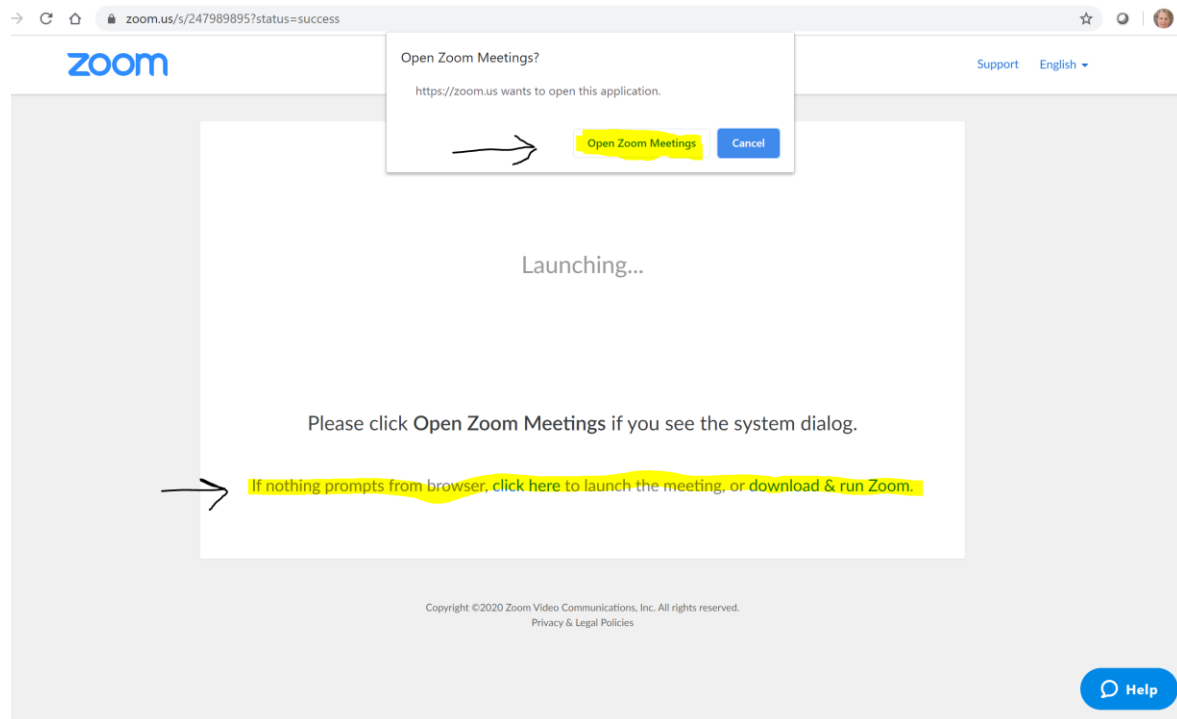 zoom.us/s/247989895?status=success
zoom
Support English
Open Zoom Meetings?
https://zoom.us wants to open this application.
Open Zoom Meetings Cancel
Launching...
Please click Open Zoom Meetings if you see the system dialog.
If nothing prompts from browser, click here to launch the meeting, or download & run Zoom.
Copyright ©2020 Zoom Video Communications, Inc. All rights reserved.
Privacy & Legal Policies
Help